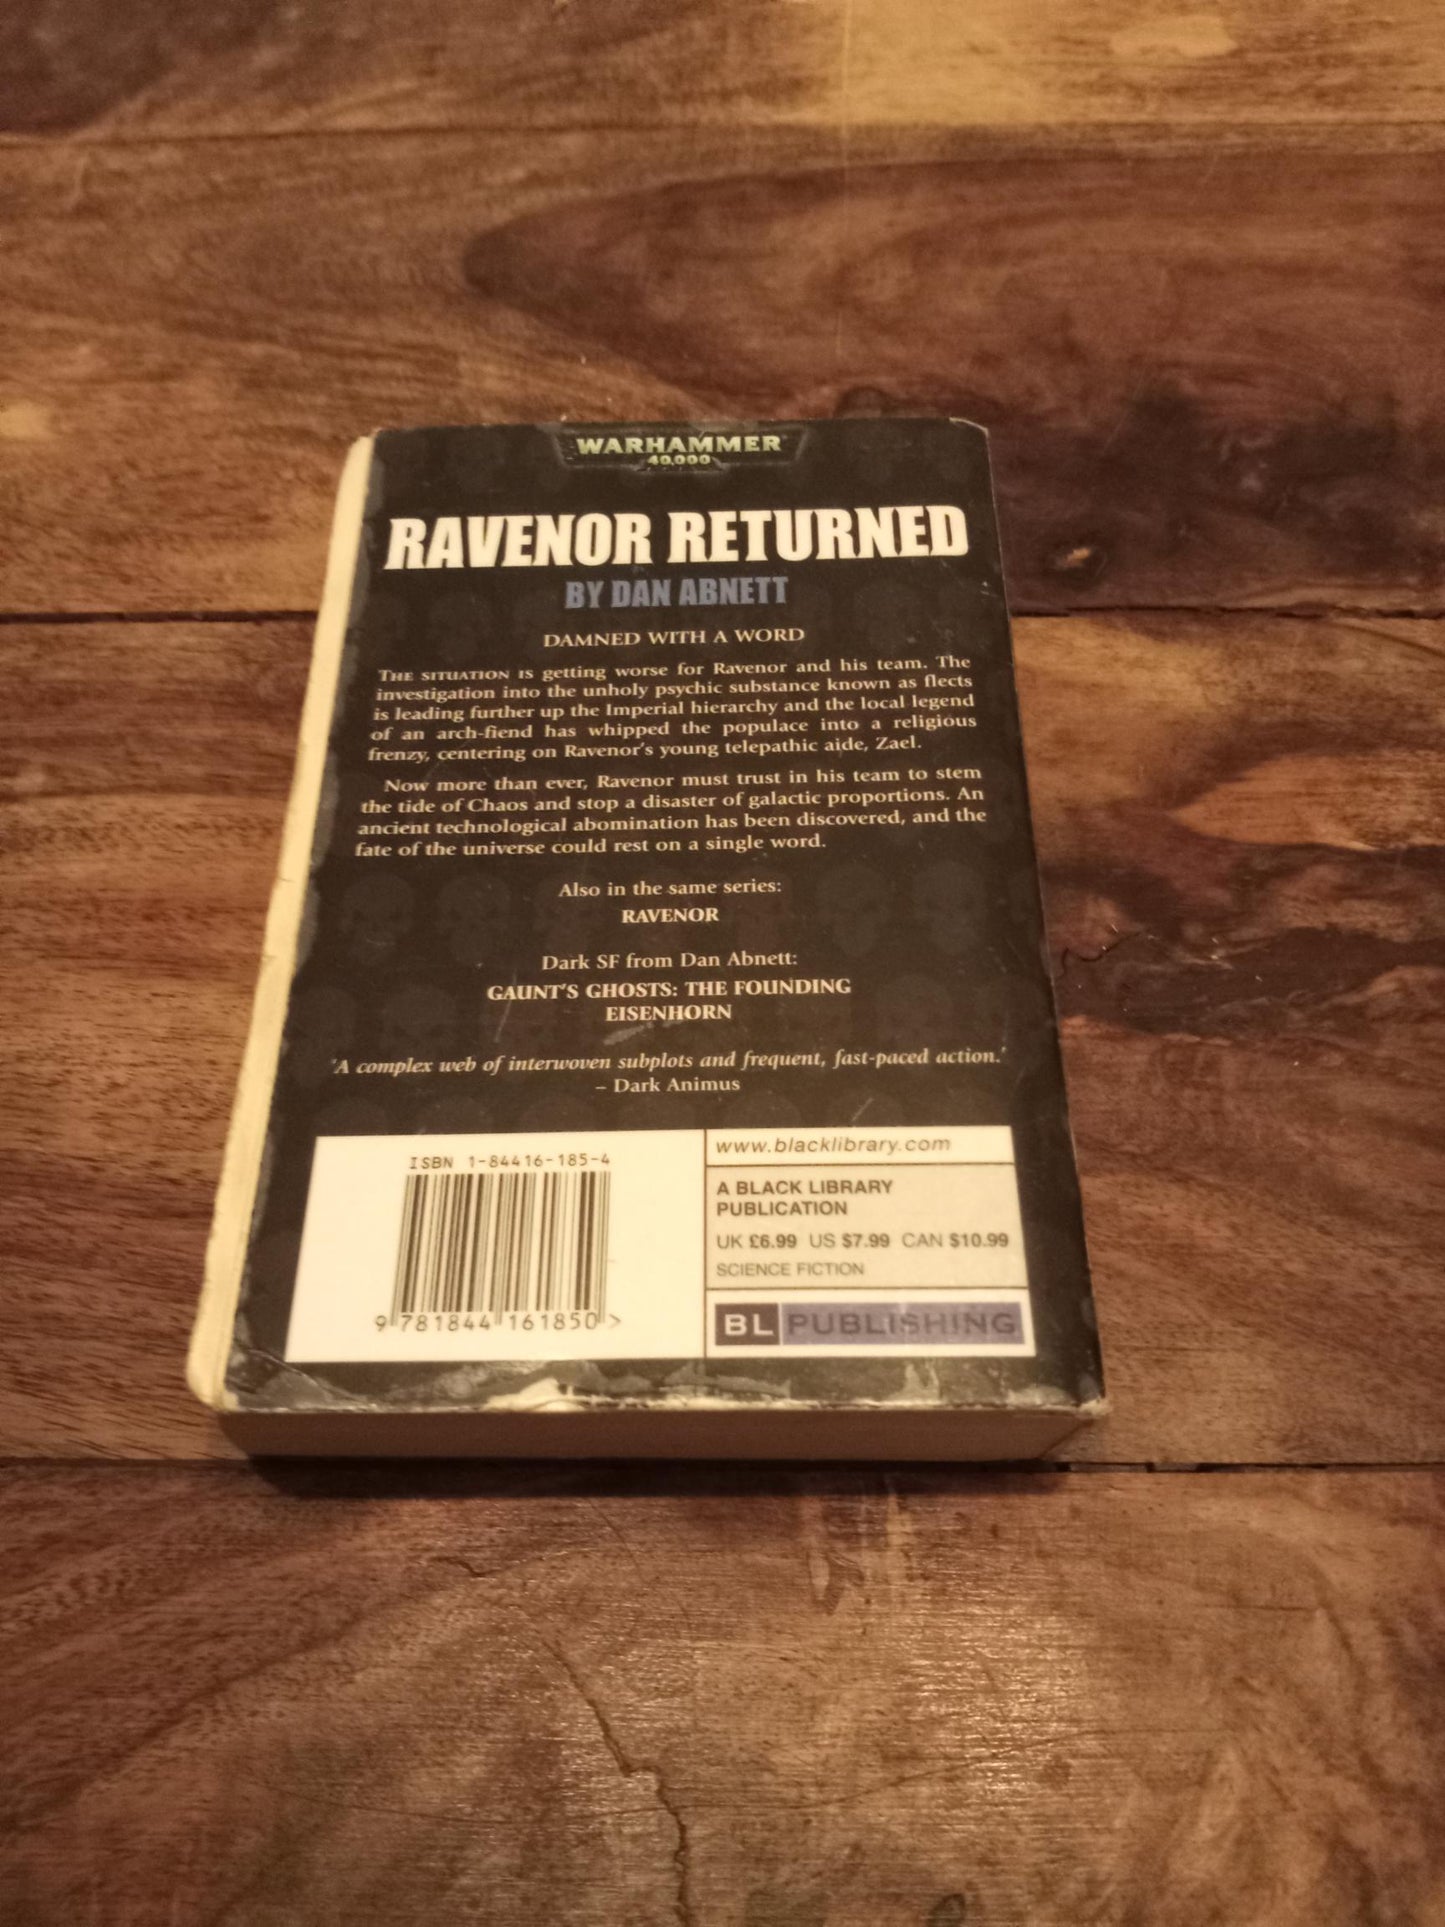 WARHAMMER
40,000
RAVENOR RETURNED
BY DAN ABNETT
DAMNED WITH A WORD
THE SITUATION IS getting worse for Ravenor and his team. The
investigation into the unholy psychic substance known as flects
is leading further up the Imperial hierarchy and the local legend
of an arch-fiend has whipped the populace into a religious
frenzy, centering on Ravenor's young telepathic aide, Zael.
Now more than ever, Ravenor must trust in his team to stem
the tide of Chaos and stop a disaster of galactic proportions. An
ancient technological abomination has been discovered, and the
fate of the universe could rest on a single word.
Also in the same series:
RAVENOR
Dark SF from Dan Abnett:
GAUNT'S GHOSTS: THE FOUNDING
EISENHORN
'A complex web of interwoven subplots and frequent, fast-paced action.'
– Dark Animus
ISBN 1-84416-185-4
9 781844 161850 >
www.blacklibrary.com
A BLACK LIBRARY
PUBLICATION
UK £6.99 US $7.99 CAN $10.99
SCIENCE FICTION
BL PUBLISHING